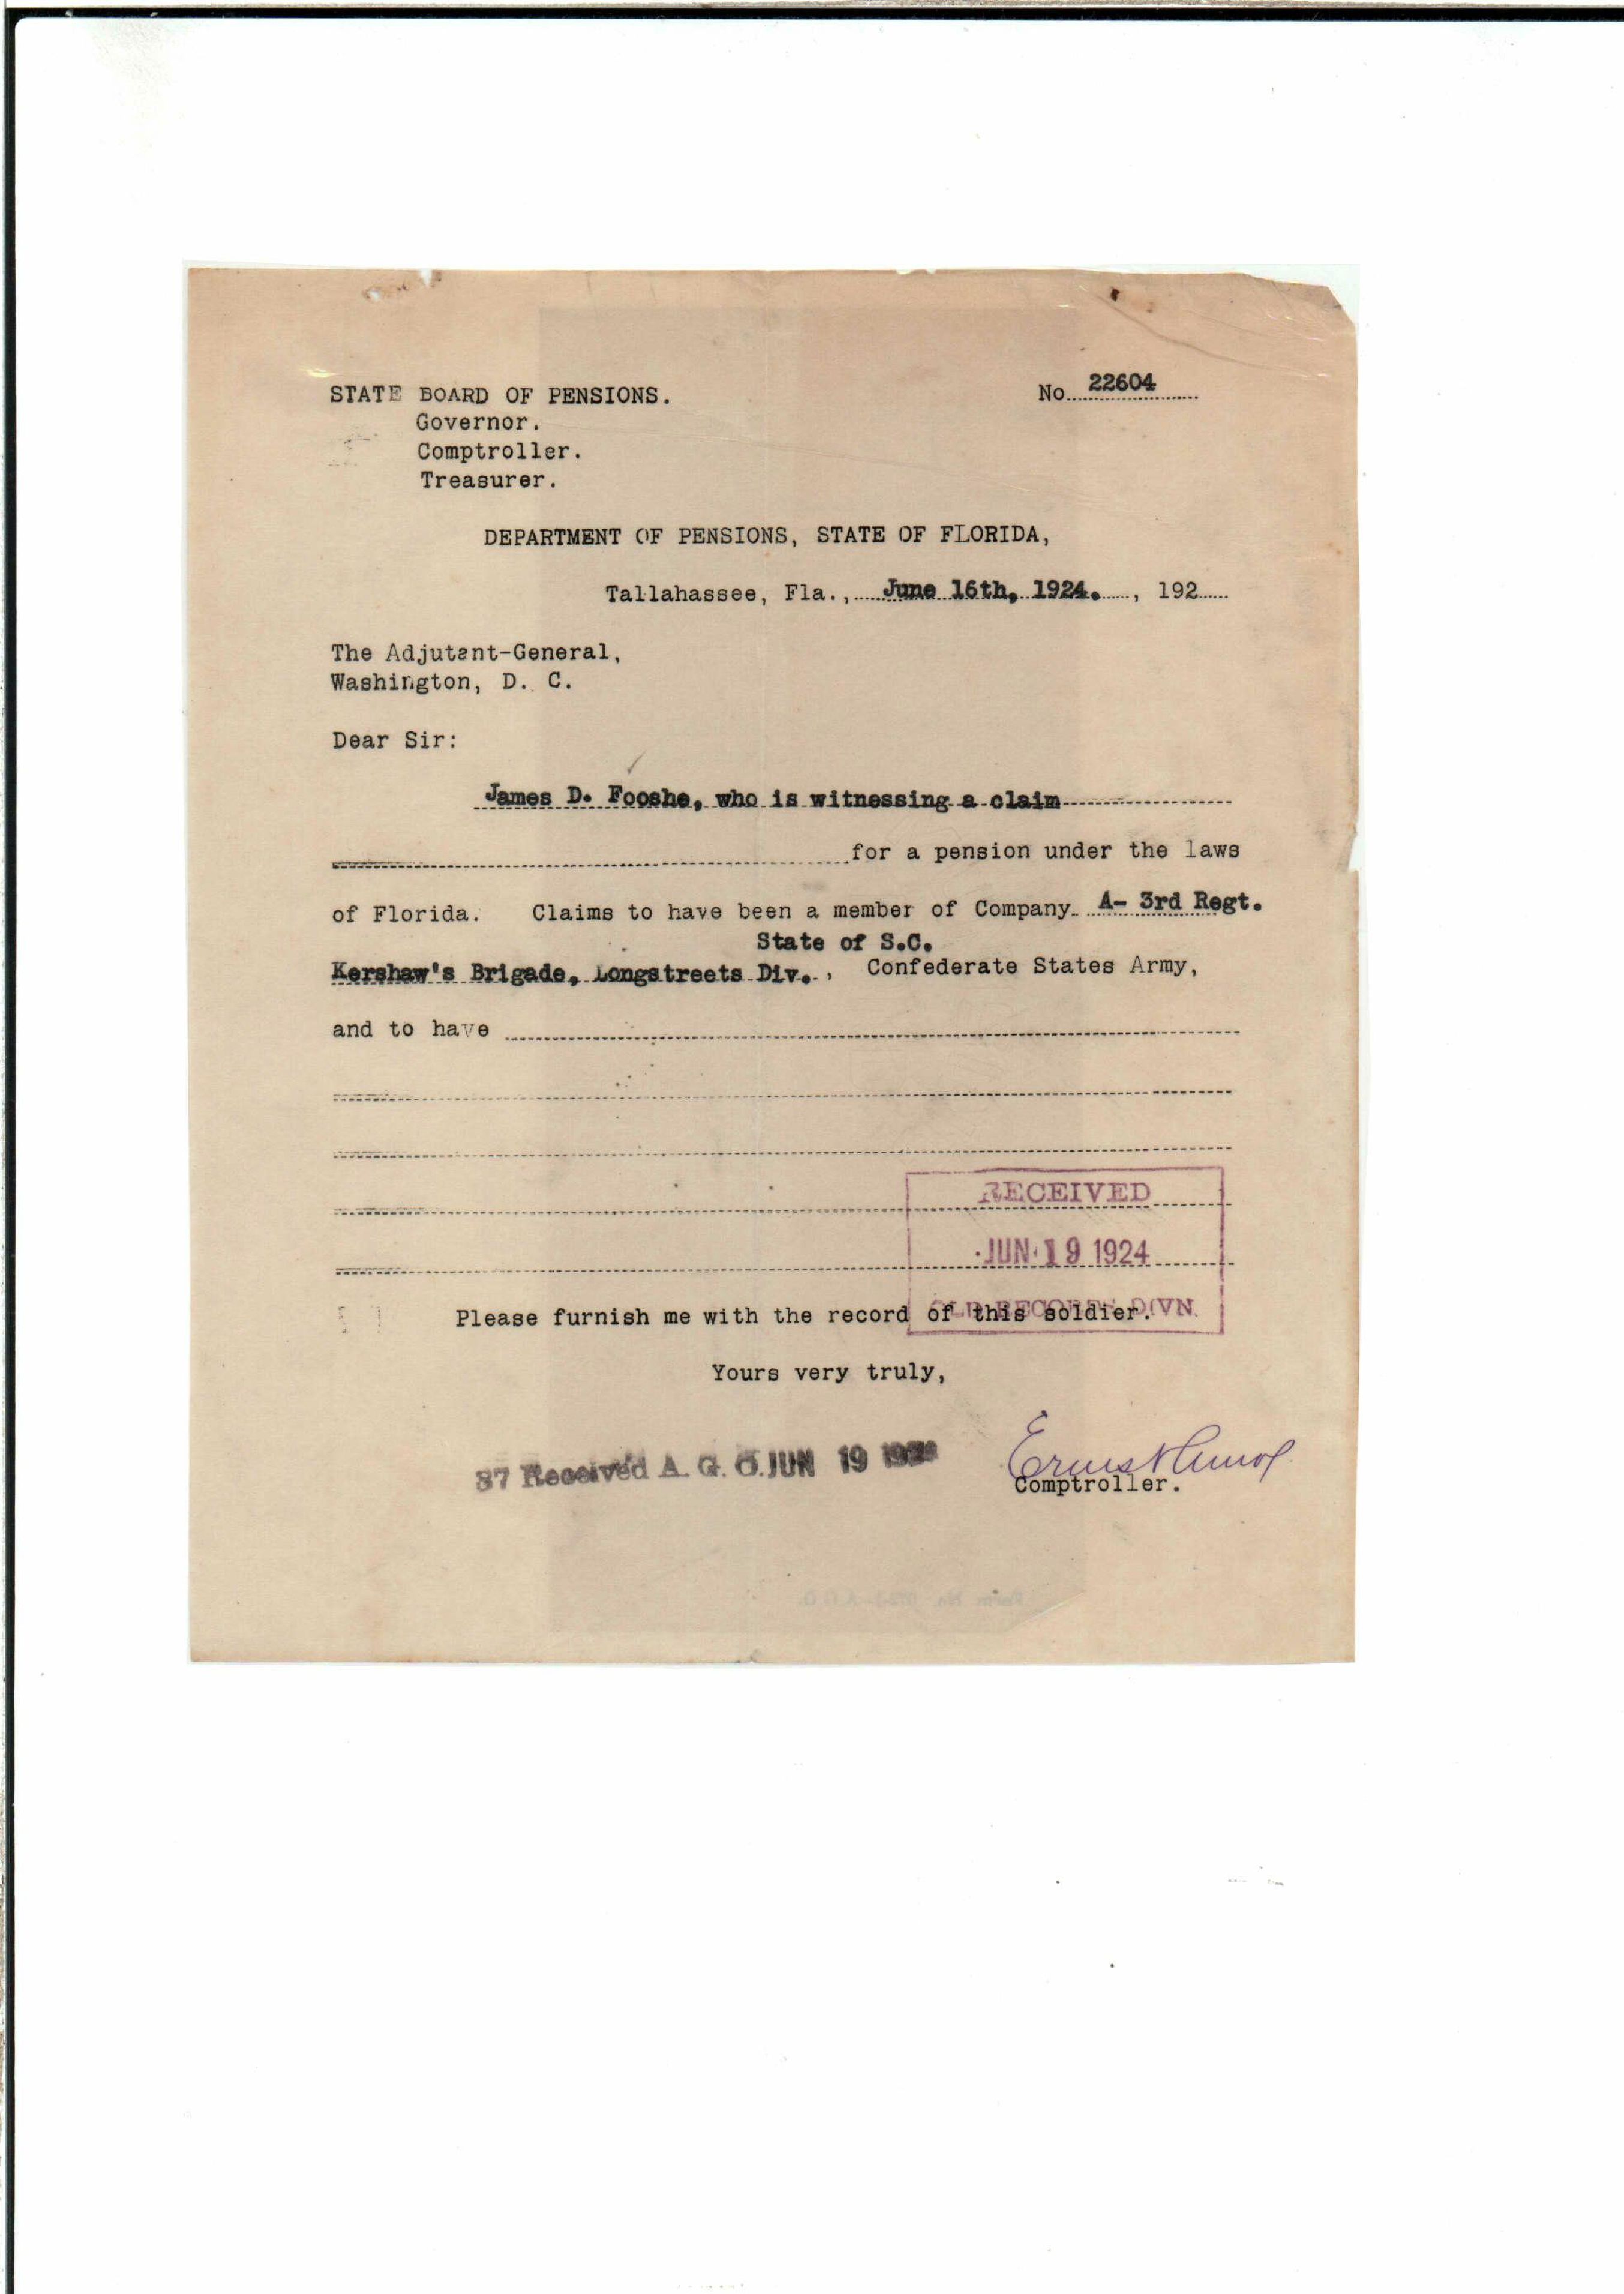 STATE BOARD OF PENSIONS.
No. 22604
Governor.
Comptroller.
Treasurer.
DEPARTMENT OF PENSIONS, STATE OF FLORIDA,
Tallahassee, Fla., June 16th, 1924. , 192
The Adjutant-General,
Washington, D. C.
Dear Sir:
James D. Fooshe, who is witnessing a claim
for a pension under the laws
of Florida. Claims to have been a member of Company A- 3rd Regt.
State of S.C.
Kershaw's Brigade, Longstreets Div. , Confederate States Army,
and to have
RECEIVED
JUN 19 1924
OLD RECORDS DIVN.
Please furnish me with the record of this soldier.
Yours very truly,
87 Received A. G. O. JUN 19 1924
Ernest Amos
Comptroller.